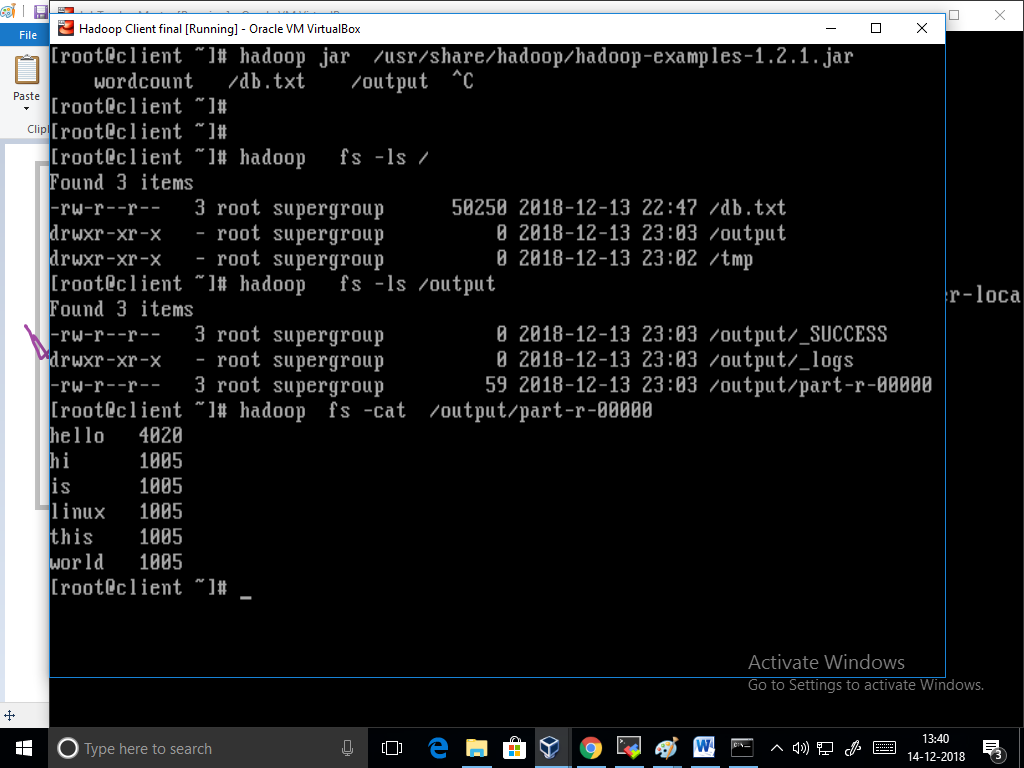 Hadoop Client final [Running] - Oracle VM VirtualBox
File
Paste
[root@client ~]# hadoop jar /usr/share/hadoop/hadoop-examples-1.2.1.jar
wordcount /db.txt /output ^C
[root@client ~]#
[root@client ~]#
[root@client ~]# hadoop fs -ls /
Found 3 items
-rw-r--r-- 3 root supergroup 50250 2018-12-13 22:47 /db.txt
drwxr-xr-x - root supergroup 0 2018-12-13 23:03 /output
drwxr-xr-x - root supergroup 0 2018-12-13 23:02 /tmp
[root@client ~]# hadoop fs -ls /output
er-loca
Found 3 items
-rw-r--r-- 3 root supergroup 0 2018-12-13 23:03 /output/_SUCCESS
drwxr-xr-x - root supergroup 0 2018-12-13 23:03 /output/_logs
-rw-r--r-- 3 root supergroup 59 2018-12-13 23:03 /output/part-r-00000
[root@client ~]# hadoop fs -cat /output/part-r-00000
hello 4020
hi 1005
is 1005
linux 1005
this 1005
world 1005
[root@client ~]# _
Activate Windows
Go to Settings to activate Windows.
Type here to search
13:40
14-12-2018
3